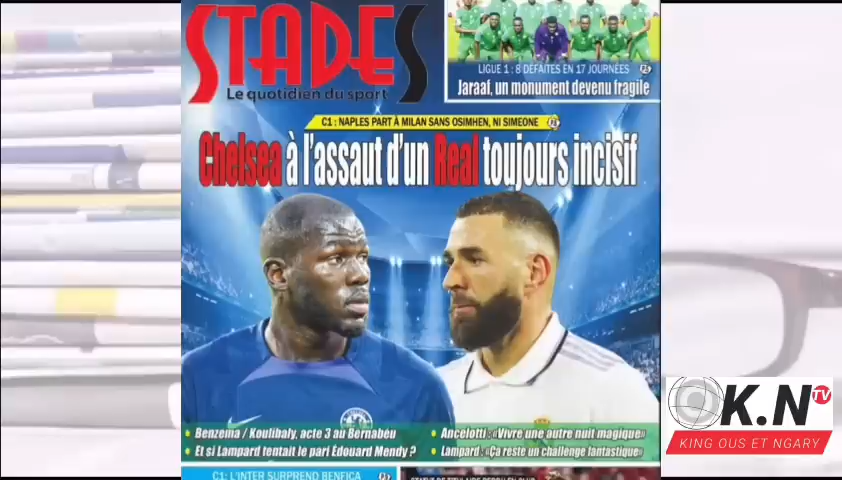 STADES
Le quotidien du sport
LIGUE 1 : 8 DÉFAITES EN 17 JOURNÉES
Jaraaf, un monument devenu fragile
C1 : NAPLES PART À MILAN SANS OSIMHEN, NI SIMEONE
Chelsea à l'assaut d'un Real toujours incisif
• Benzema / Koulibaly, acte 3 au Bernabéu
• Et si Lampard tentait le pari Édouard Mendy ?
• Ancelotti : «Vivre une autre nuit magique»
• Lampard : «Ça reste un challenge fantastique»
C1: L'INTER SURPREND BENFICA
K.N TV
KING OUS ET NGARY